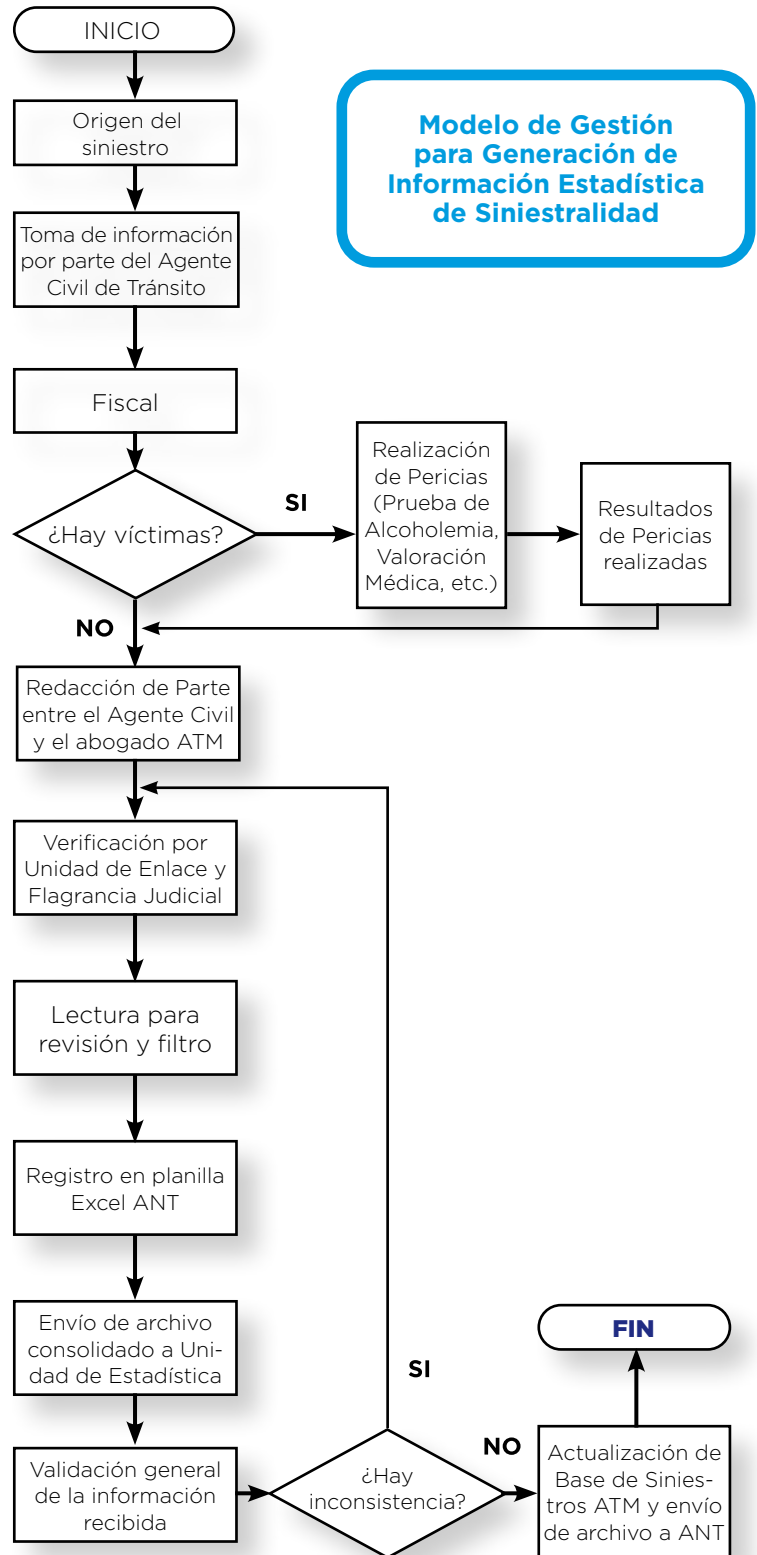 INICIO
Modelo de Gestión
para Generación de
Información Estadística
de Siniestralidad
Origen del
siniestro
Toma de información
por parte del Agente
Civil de Tránsito
Fiscal
¿Hay víctimas?
SI
Realización
de Pericias
(Prueba de
Alcoholemia,
Valoración
Médica, etc.)
Resultados
de Pericias
realizadas
NO
Redacción de Parte
entre el Agente Civil
y el abogado ATM
Verificación por
Unidad de Enlace y
Flagrancia Judicial
Lectura para
revisión y filtro
Registro en planilla
Excel ANT
Envío de archivo
consolidado a Uni-
dad de Estadística
Validación general
de la información
recibida
¿Hay
inconsistencia?
SI
NO
Actualización de
Base de Sinies-
tros ATM y envío
de archivo a ANT
FIN